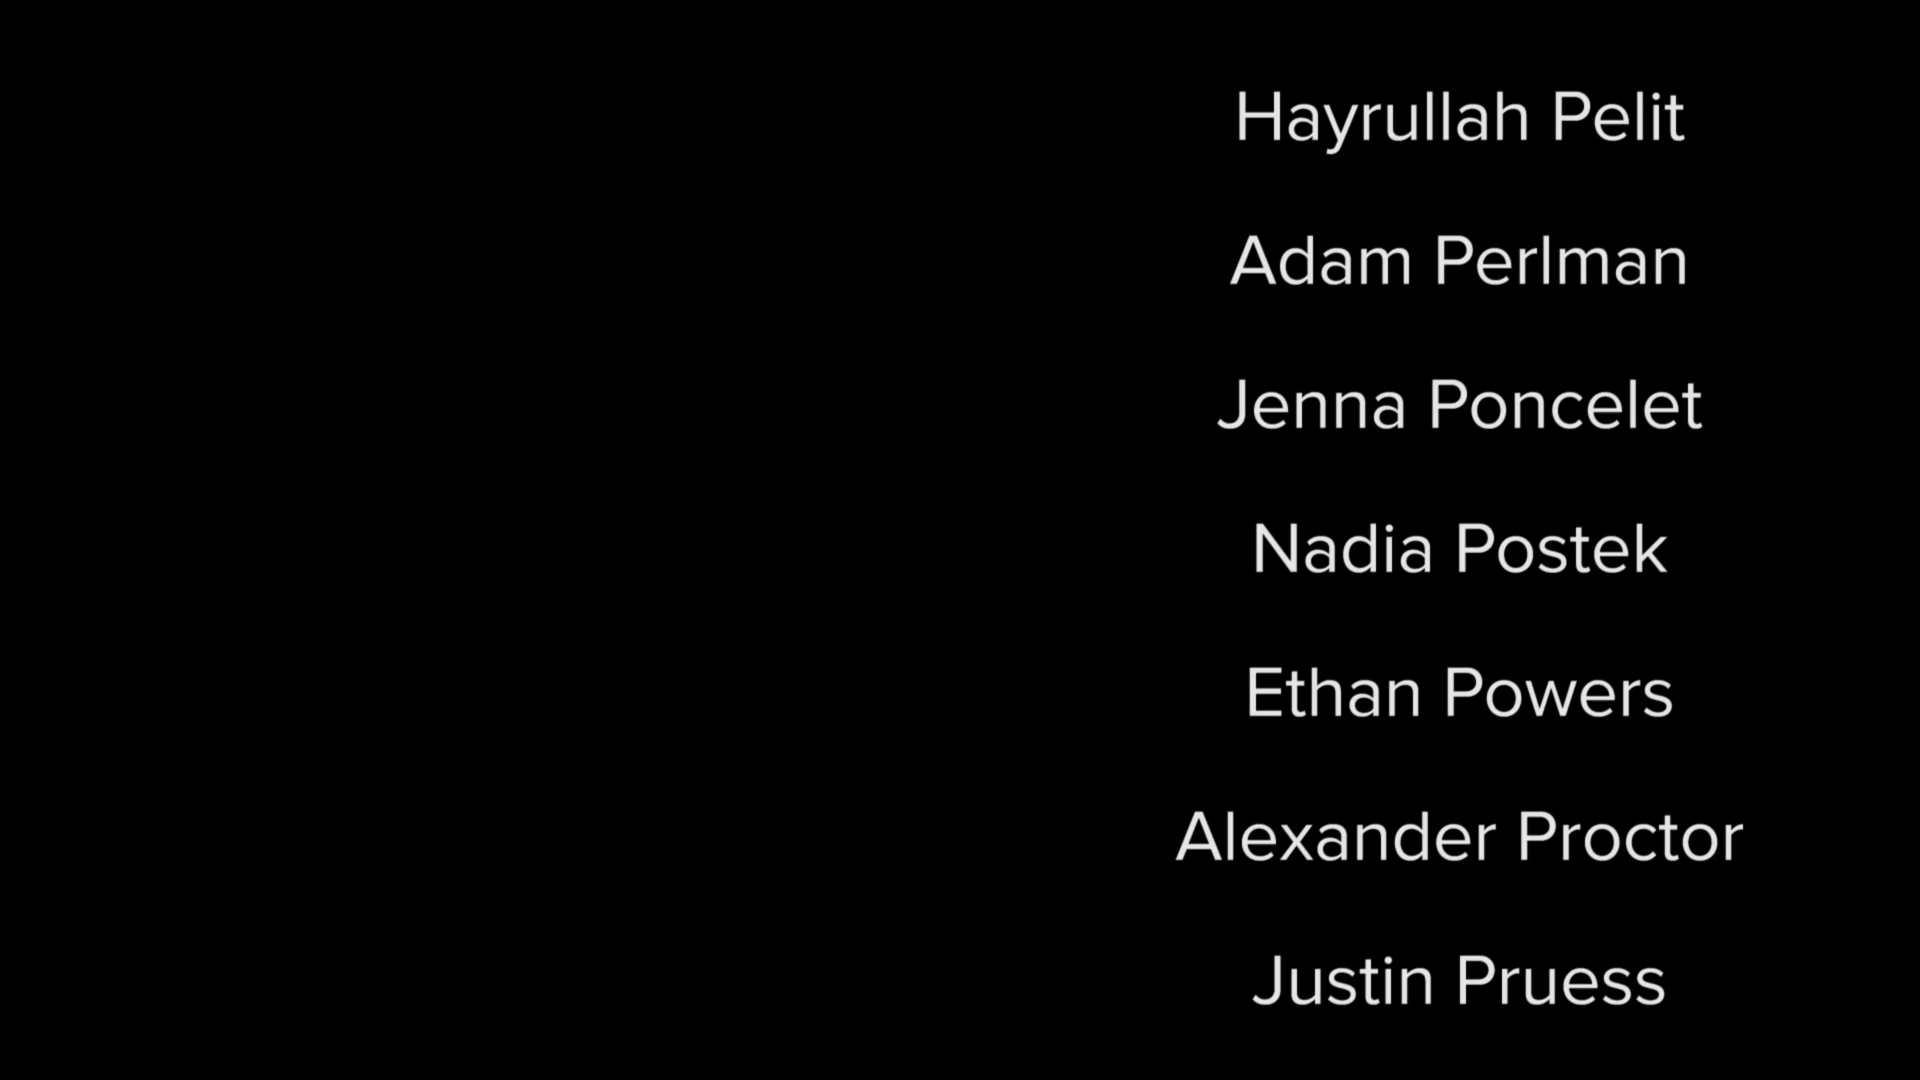 Hayrullah Pelit
Adam Perlman
Jenna Poncelet
Nadia Postek
Ethan Powers
Alexander Proctor
Justin Pruess